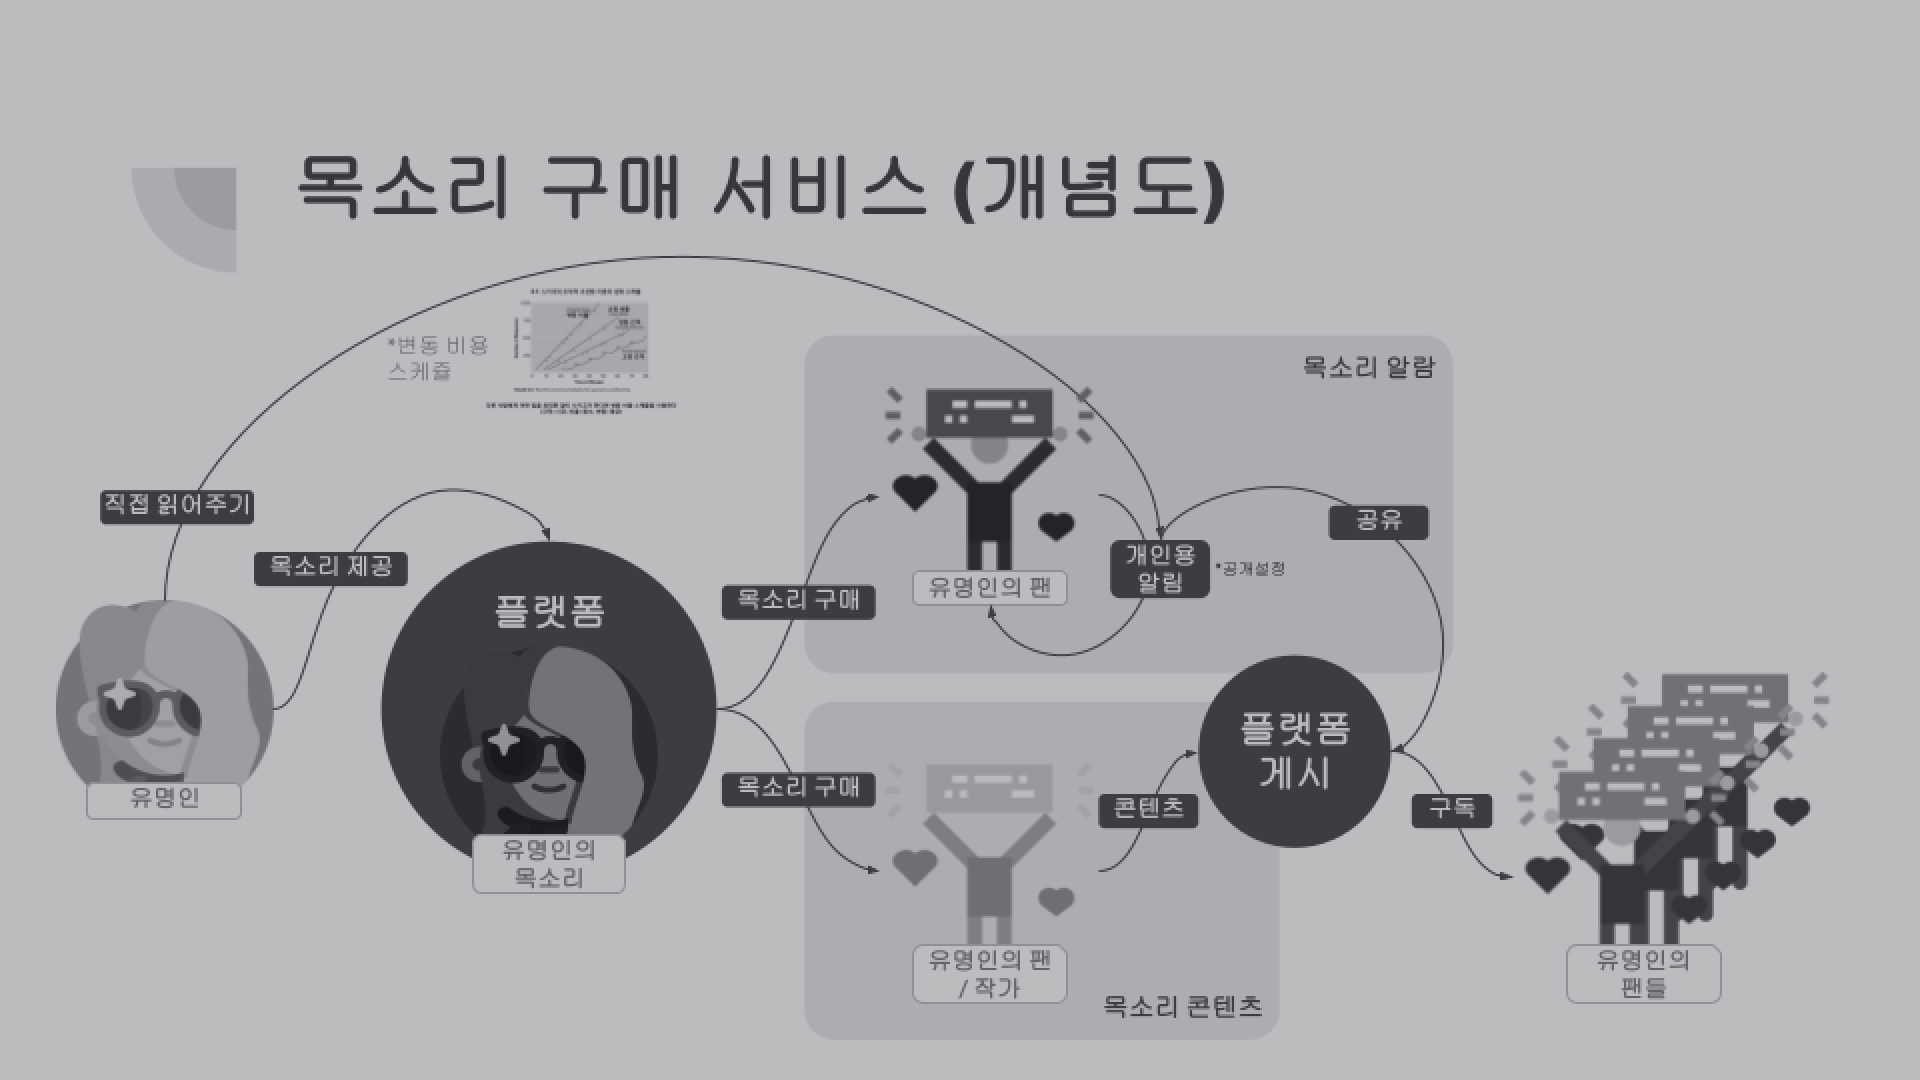 목소리 구매 서비스 (개념도)
*변동 비용
스케쥴
목소리 알람
직접 읽어주기
목소리 제공
플랫폼
목소리 구매
유명인의 팬
개인용
알림
*공개설정
공유
유명인
유명인의
목소리
목소리 구매
콘텐츠
플랫폼
게시
구독
유명인의 팬
/ 작가
목소리 콘텐츠
유명인의
팬들